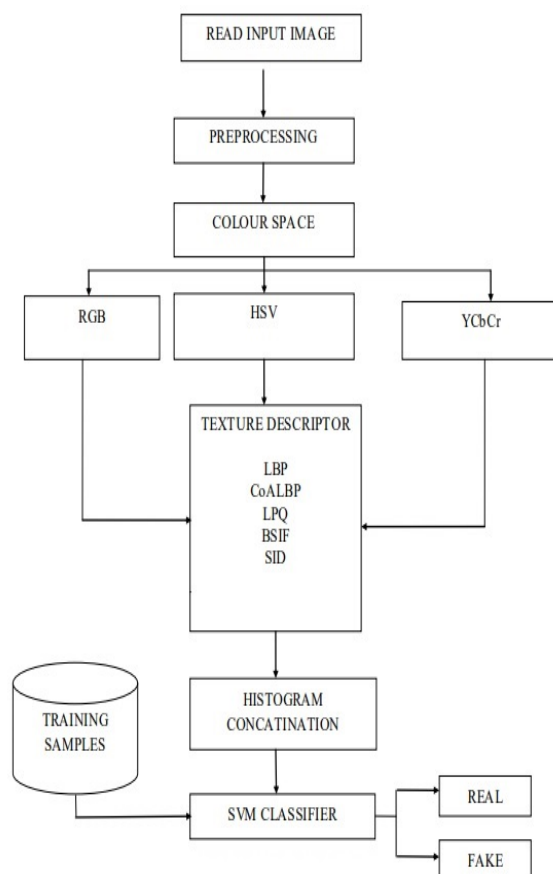 READ INPUT IMAGE
PREPROCESSING
COLOUR SPACE
RGB
HSV
YCbCr
TEXTURE DESCRIPTOR
LBP
CoALBP
LPQ
BSIF
SID
HISTOGRAM
CONCATINATION
TRAINING
SAMPLES
SVM CLASSIFIER
REAL
FAKE